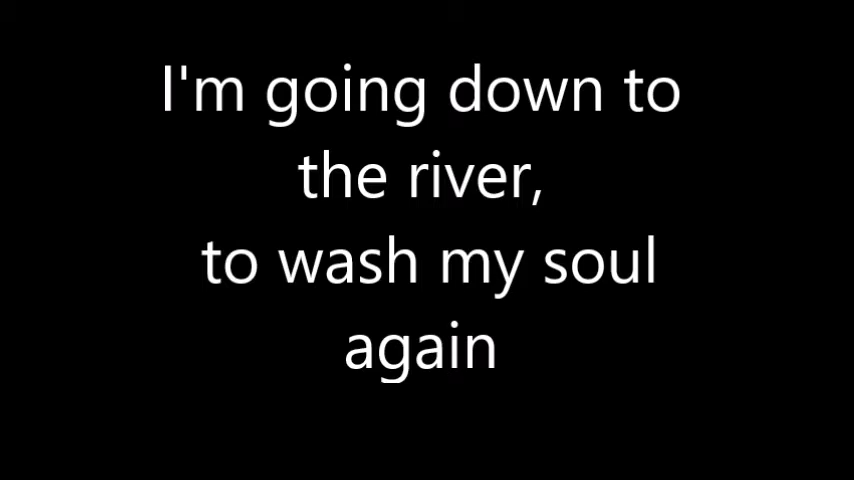 I'm going down to
the river,
to wash my soul
again